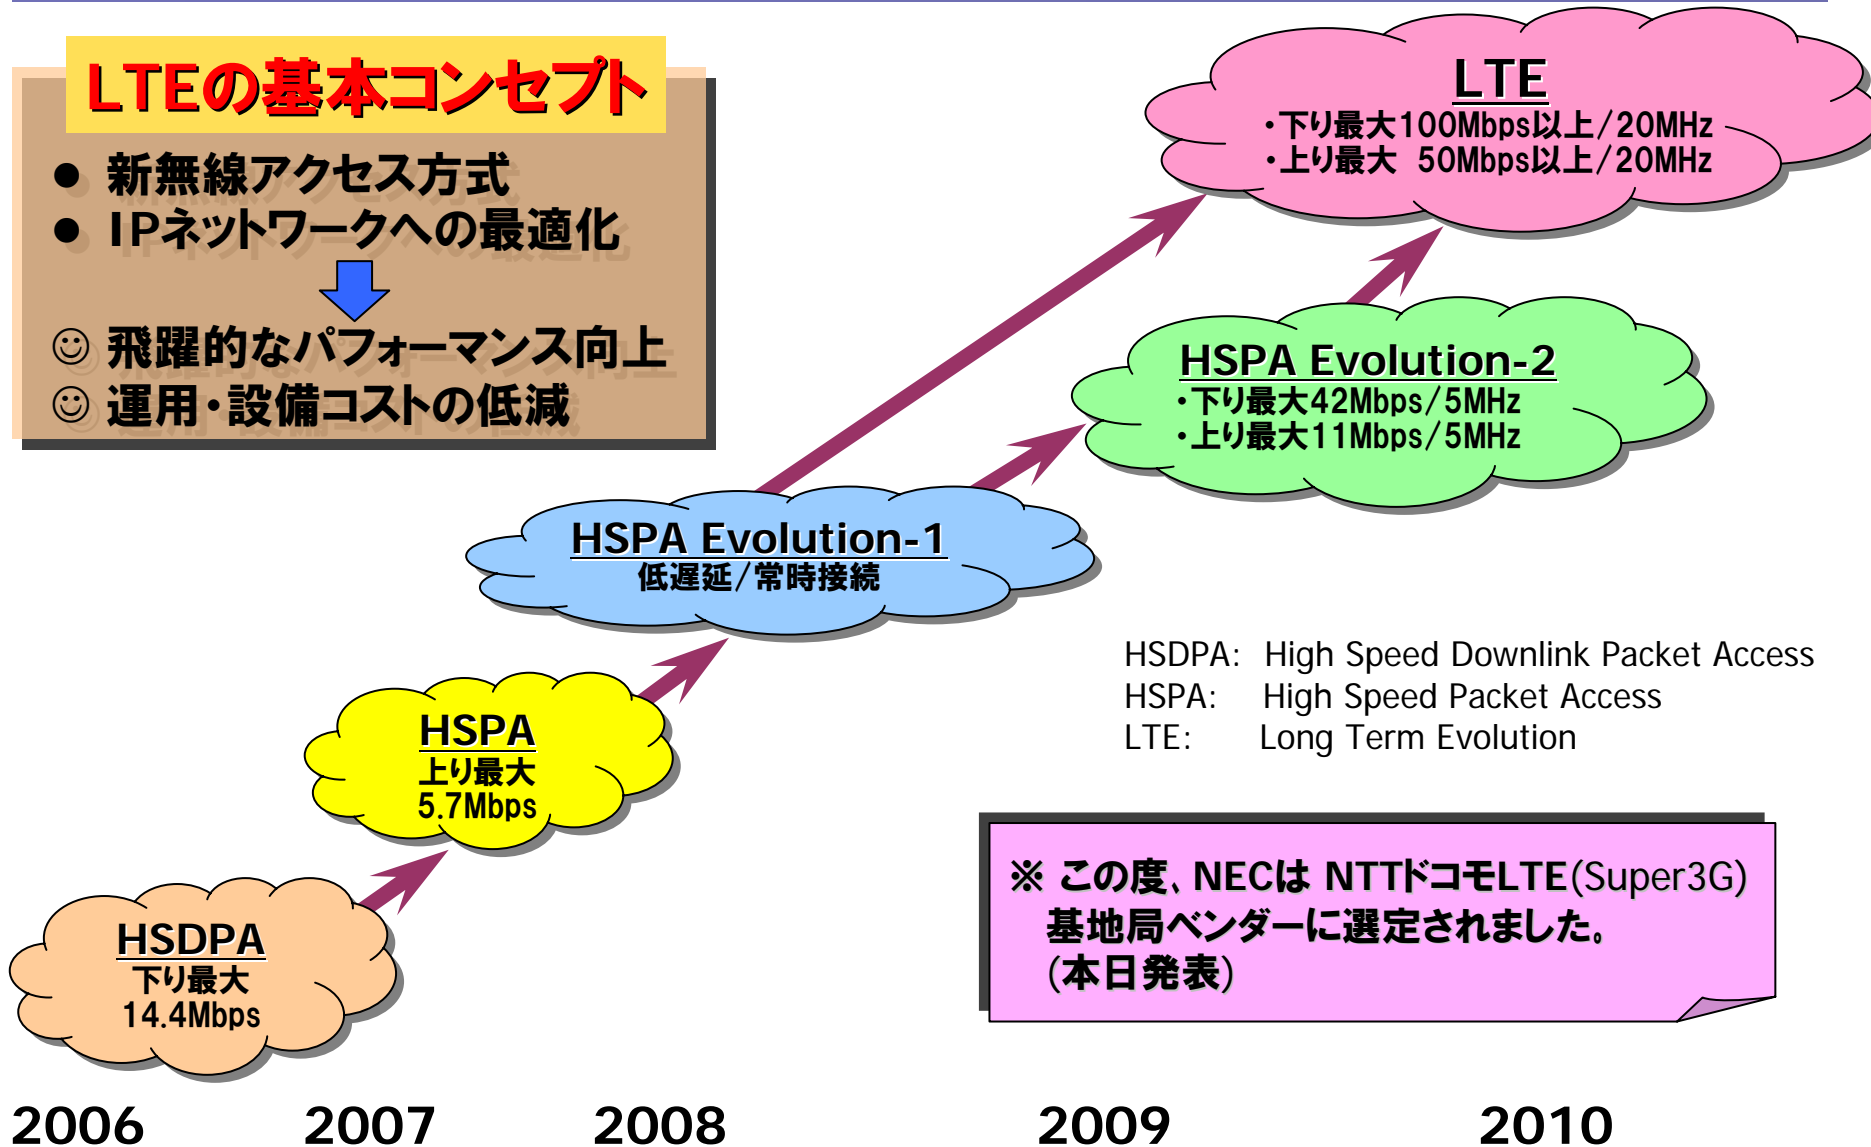 LTEの基本コンセプト
● 新無線アクセス方式
● IPネットワークへの最適化
☺ 飛躍的なパフォーマンス向上
☺ 運用・設備コストの低減
LTE
・下り最大100Mbps以上/20MHz
・上り最大 50Mbps以上/20MHz
HSPA Evolution-2
・下り最大42Mbps/5MHz
・上り最大11Mbps/5MHz
HSPA Evolution-1
低遅延/常時接続
HSPA
上り最大
5.7Mbps
HSDPA
下り最大
14.4Mbps
HSDPA: High Speed Downlink Packet Access
HSPA: High Speed Packet Access
LTE: Long Term Evolution
※ この度、NECは NTTドコモLTE(Super3G)
基地局ベンダーに選定されました。
(本日発表)
2006 2007 2008 2009 2010